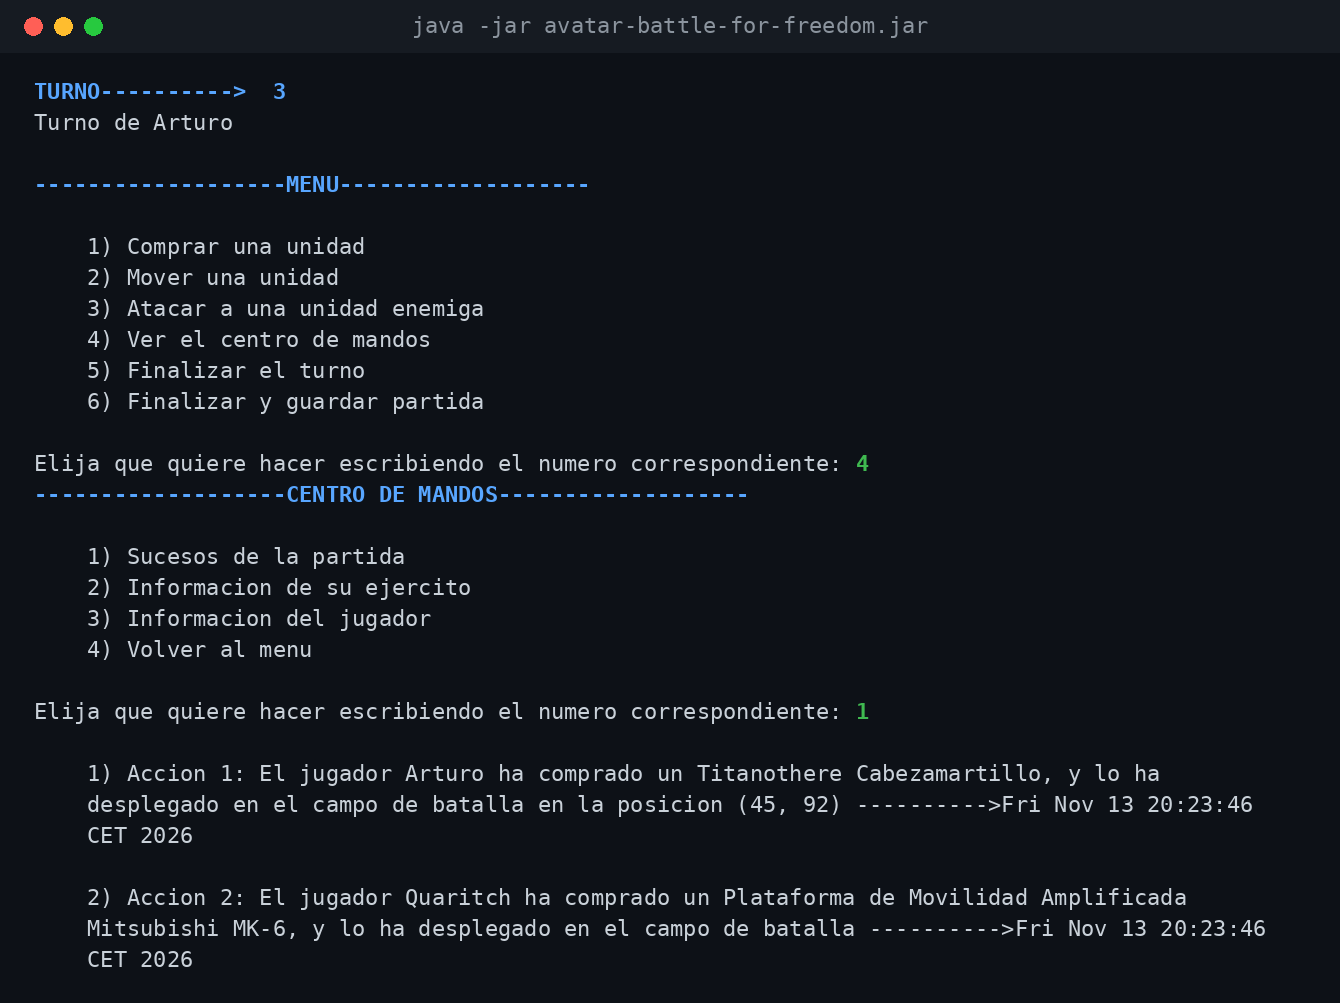 java -jar avatar-battle-for-freedom.jar
TURNO---------->  3
Turno de Arturo
-------------------MENU-------------------
1) Comprar una unidad
2) Mover una unidad
3) Atacar a una unidad enemiga
4) Ver el centro de mandos
5) Finalizar el turno
6) Finalizar y guardar partida
Elija que quiere hacer escribiendo el numero correspondiente: 4
-------------------CENTRO DE MANDOS-------------------
1) Sucesos de la partida
2) Informacion de su ejercito
3) Informacion del jugador
4) Volver al menu
Elija que quiere hacer escribiendo el numero correspondiente: 1
1) Accion 1: El jugador Arturo ha comprado un Titanothere Cabezamartillo, y lo ha
desplegado en el campo de batalla en la posicion (45, 92) ---------->Fri Nov 13 20:23:46
CET 2026
2) Accion 2: El jugador Quaritch ha comprado un Plataforma de Movilidad Amplificada
Mitsubishi MK-6, y lo ha desplegado en el campo de batalla ---------->Fri Nov 13 20:23:46
CET 2026